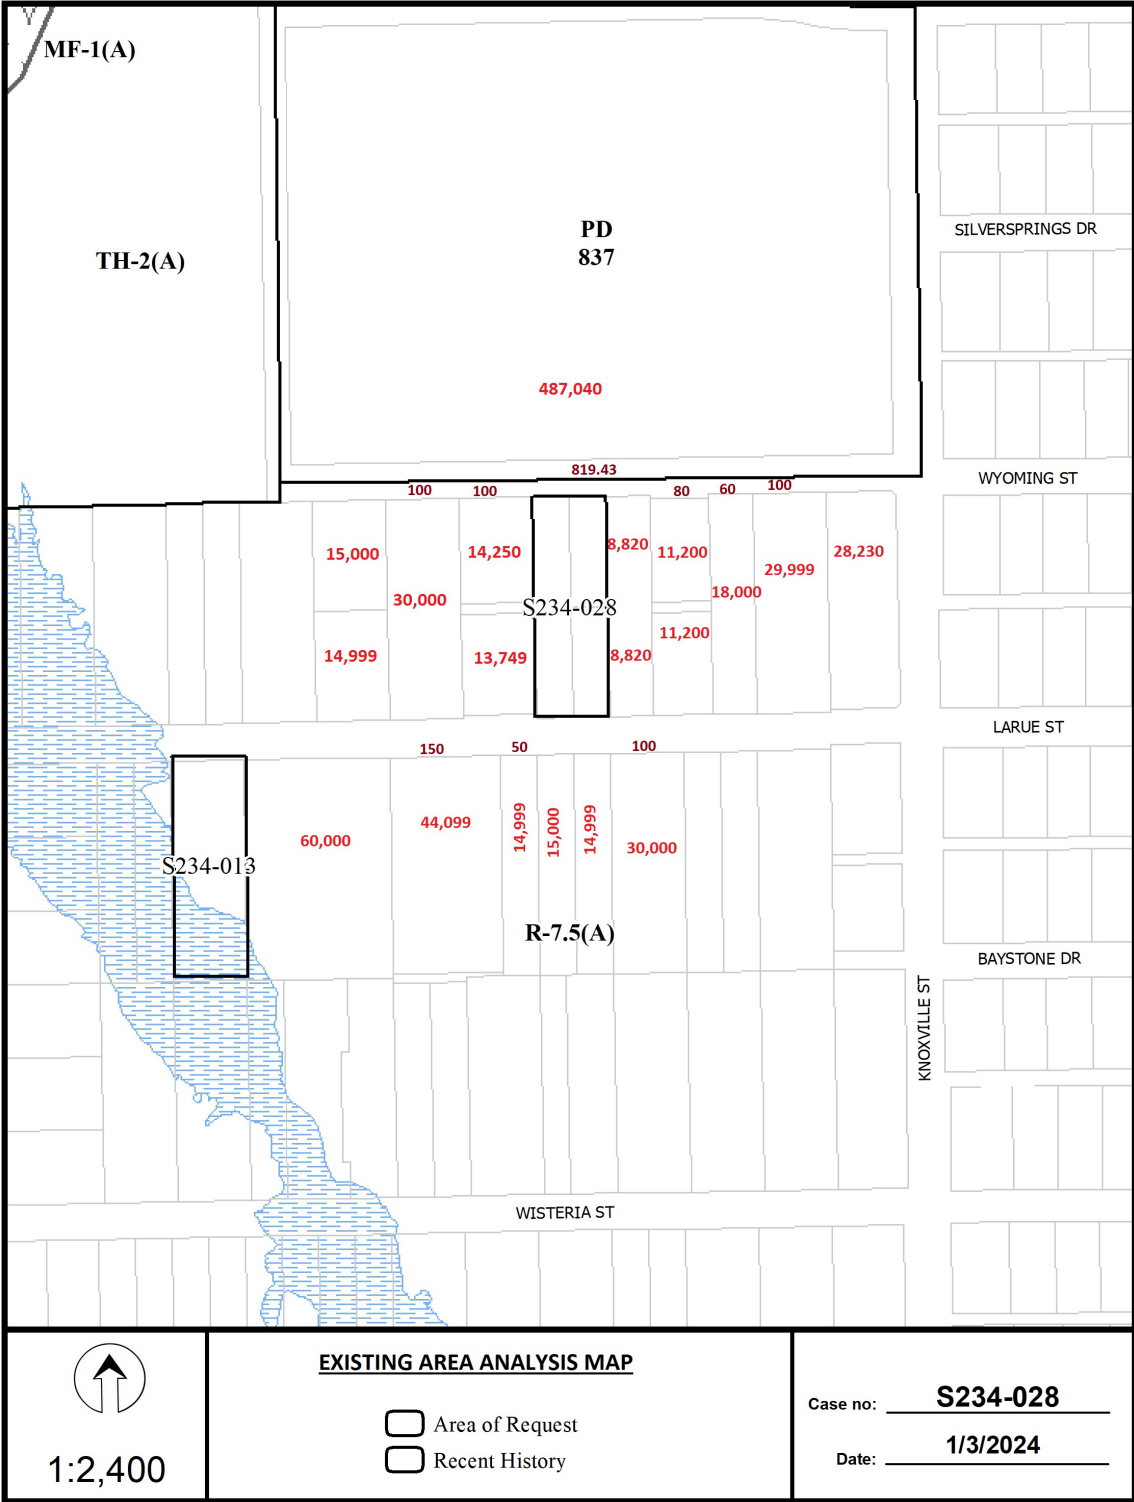 MF-1(A)
TH-2(A)
PD
837
SILVERSPRINGS DR
487,040
819.43
WYOMING ST
100
100
80
60
100
15,000
30,000
14,250
8,820
11,200
18,000
29,999
28,230
S234-028
14,999
13,749
8,820
11,200
LARUE ST
150
50
100
60,000
44,099
14,999
15,000
14,999
30,000
S234-013
R-7.5(A)
BAYSTONE DR
KNOXVILLE ST
WISTERIA ST
1:2,400
EXISTING AREA ANALYSIS MAP
Area of Request
Recent History
Case no: S234-028
Date: 1/3/2024